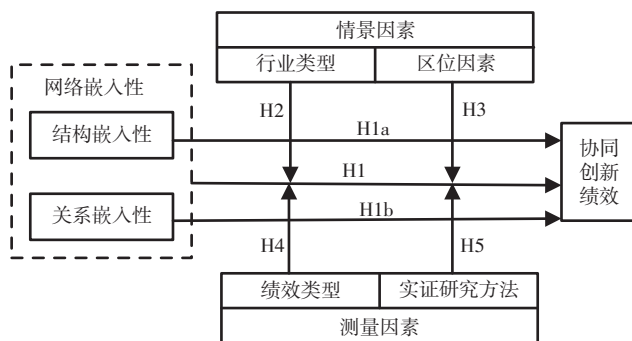 情景因素
行业类型
区位因素
网络嵌入性
结构嵌入性
关系嵌入性
H2
H3
H1a
H1
H1b
H4
H5
协同
创新
绩效
绩效类型
实证研究方法
测量因素